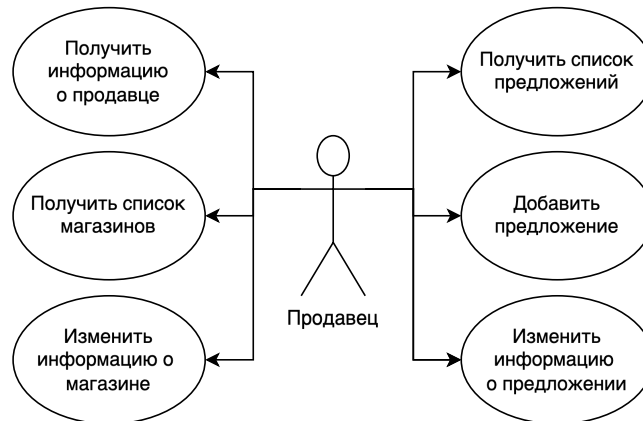 Получить
информацию
о продавце
Получить список
магазинов
Изменить
информацию о
магазине
Продавец
Получить список
предложений
Добавить
предложение
Изменить
информацию
о предложении